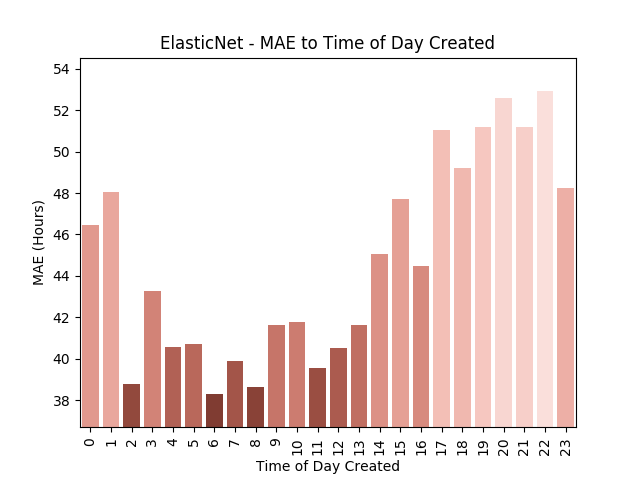 ElasticNet - MAE to Time of Day Created
54
52
50
48
46
44
42
40
38
MAE (Hours)
0 1 2 3 4 5 6 7 8 9 10 11 12 13 14 15 16 17 18 19 20 21 22 23
Time of Day Created